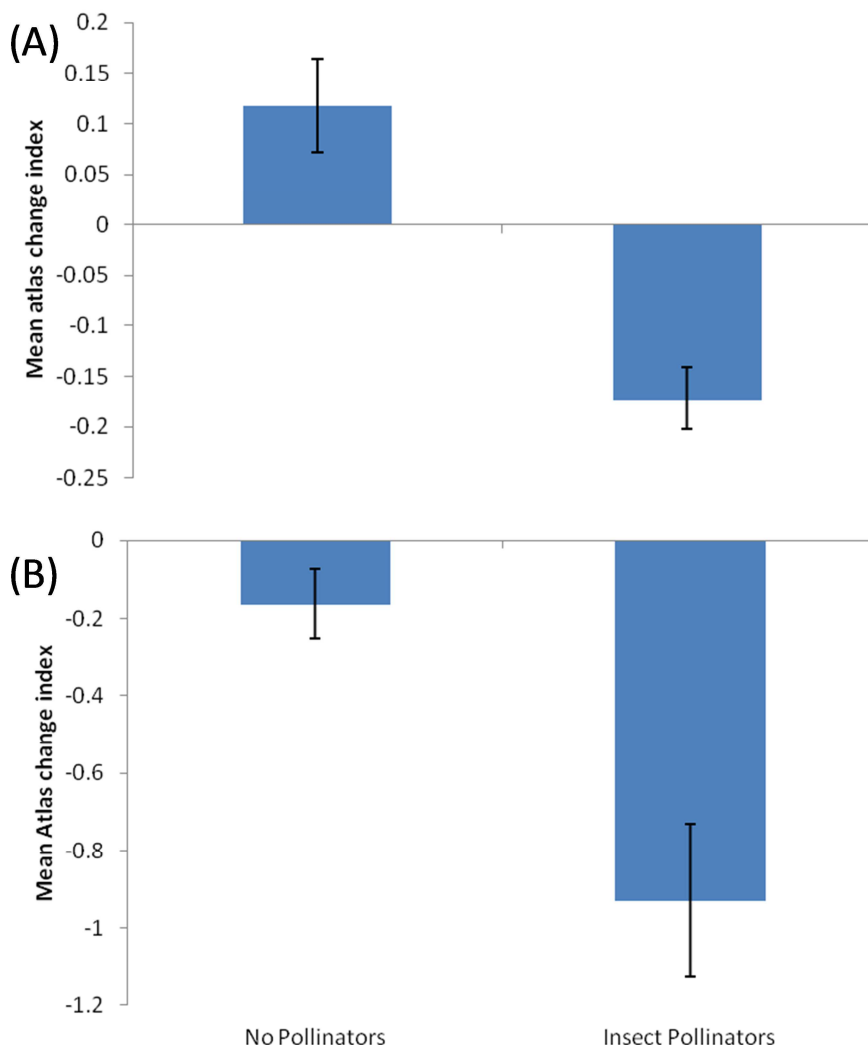 (A)
Mean atlas change index
0.2
0.15
0.1
0.05
0
-0.05
-0.1
-0.15
-0.2
-0.25
(B)
Mean Atlas change index
0
-0.2
-0.4
-0.6
-0.8
-1
-1.2
No Pollinators
Insect Pollinators